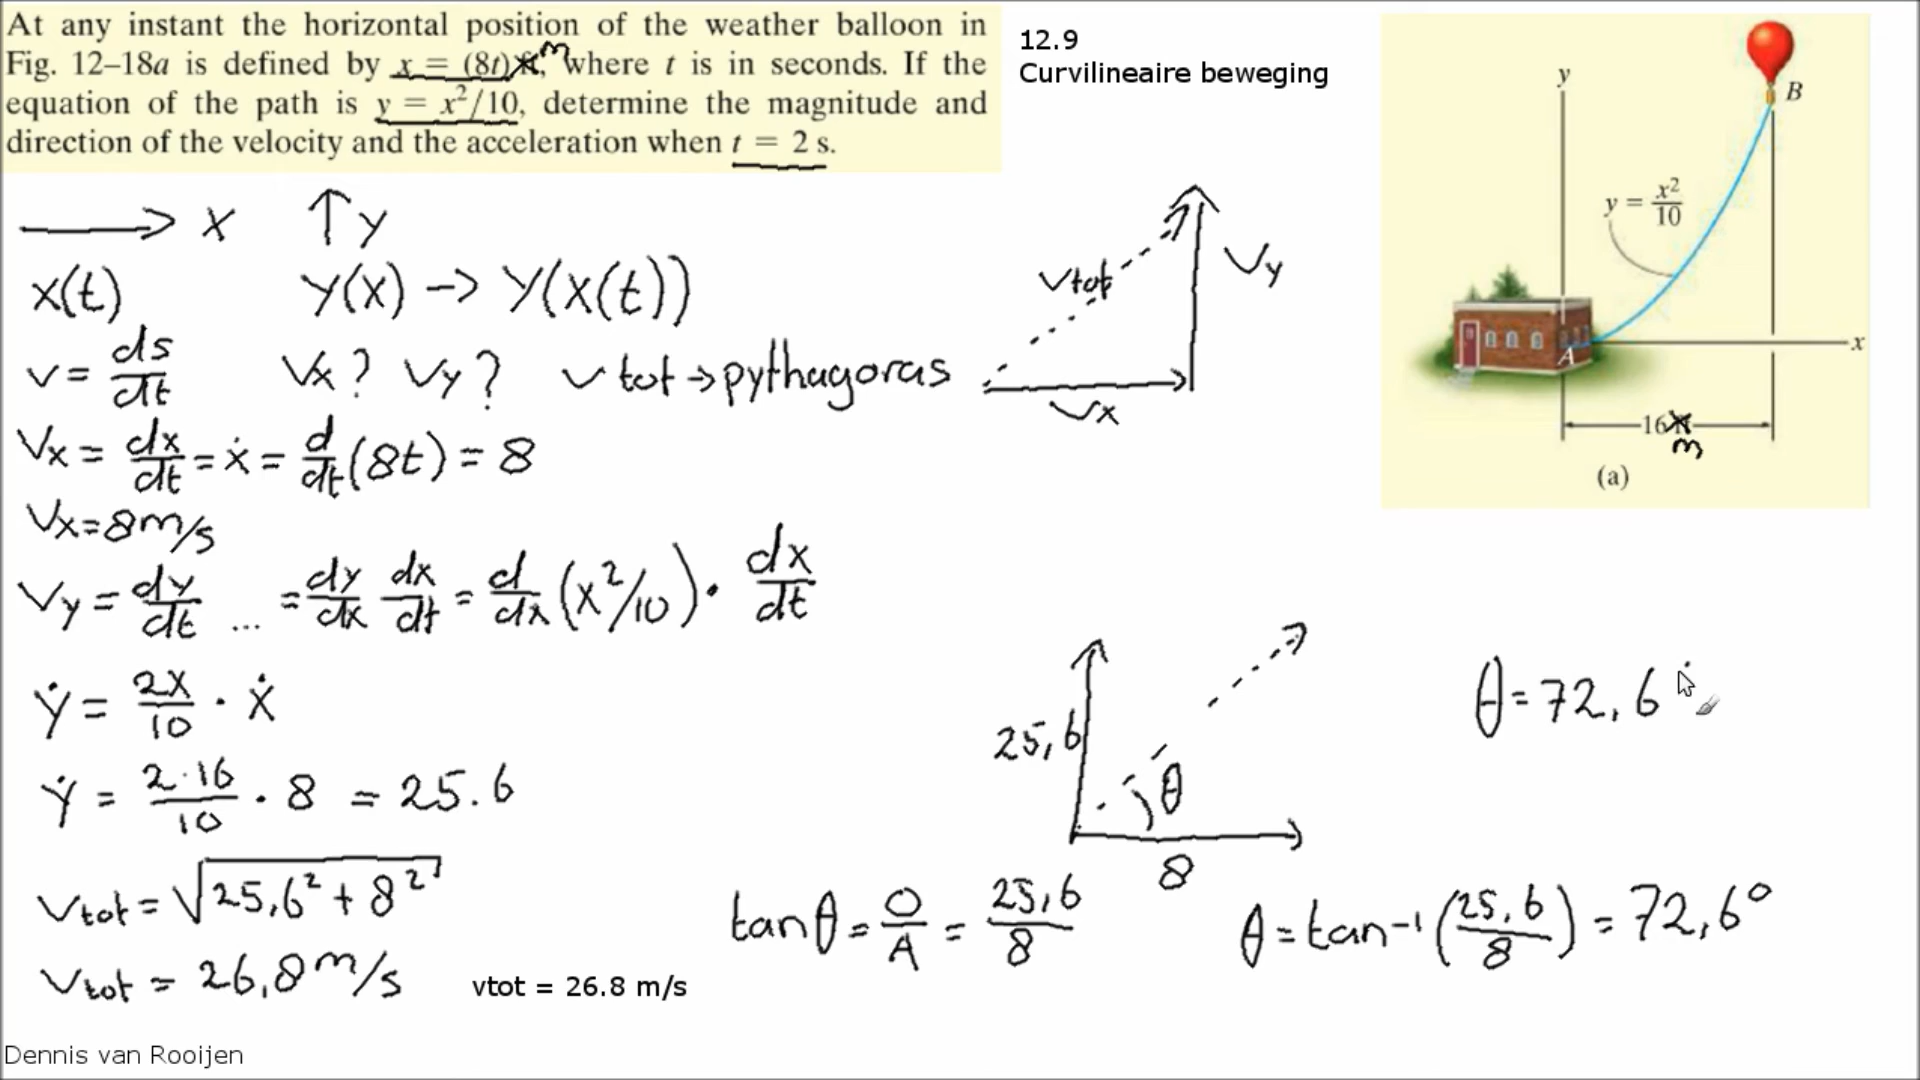 At any instant the horizontal position of the weather balloon in
Fig. 12–18a is defined by x = (8t) m, where t is in seconds. If the
equation of the path is y = x²/10, determine the magnitude and
direction of the velocity and the acceleration when t = 2 s.
12.9
Curvilineaire beweging
y
B
y = x²/10
A
x
16 m
(a)
→ x ↑ y
x(t) y(x) -> y(x(t))
v = ds/dt vx? vy? v tot → pythagoras
vtot
vy
vx
vx = dx/dt = ẋ = d/dt (8t) = 8
vx = 8 m/s
vy = dy/dt ... = dy/dx dx/dt = d/dx (x²/10) · dx/dt
ẏ = 2x/10 · ẋ
ẏ = 2·16/10 · 8 = 25.6
vtot = √25,6² + 8²
vtot = 26,8 m/s
vtot = 26.8 m/s
25,6
θ
8
θ = 72,6
tan θ = O/A = 25,6/8
θ = tan-1 (25,6/8) = 72,6°
Dennis van Rooijen